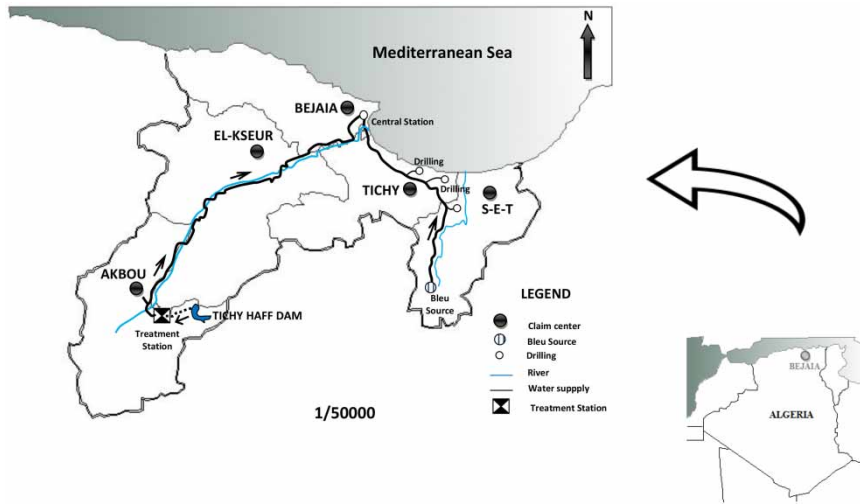 Mediterranean Sea
N
BEJAIA
Central Station
EL-KSEUR
Drilling
Drilling
TICHY
S-E-T
AKBOU
TICHY HAFF DAM
Treatment
Station
Bleu
Source
LEGEND
Claim center
Bleu Source
Drilling
River
Water suppply
Treatment Station
1/50000
BEJAIA
ALGERIA